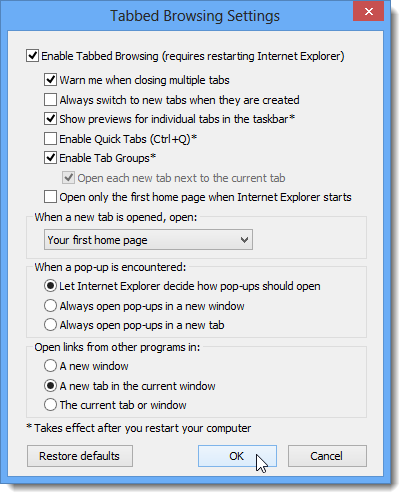 Tabbed Browsing Settings
Enable Tabbed Browsing (requires restarting Internet Explorer)
Warn me when closing multiple tabs
Always switch to new tabs when they are created
Show previews for individual tabs in the taskbar*
Enable Quick Tabs (Ctrl+Q)*
Enable Tab Groups*
Open each new tab next to the current tab
Open only the first home page when Internet Explorer starts
When a new tab is opened, open:
Your first home page
When a pop-up is encountered:
Let Internet Explorer decide how pop-ups should open
Always open pop-ups in a new window
Always open pop-ups in a new tab
Open links from other programs in:
A new window
A new tab in the current window
The current tab or window
* Takes effect after you restart your computer
Restore defaults OK Cancel